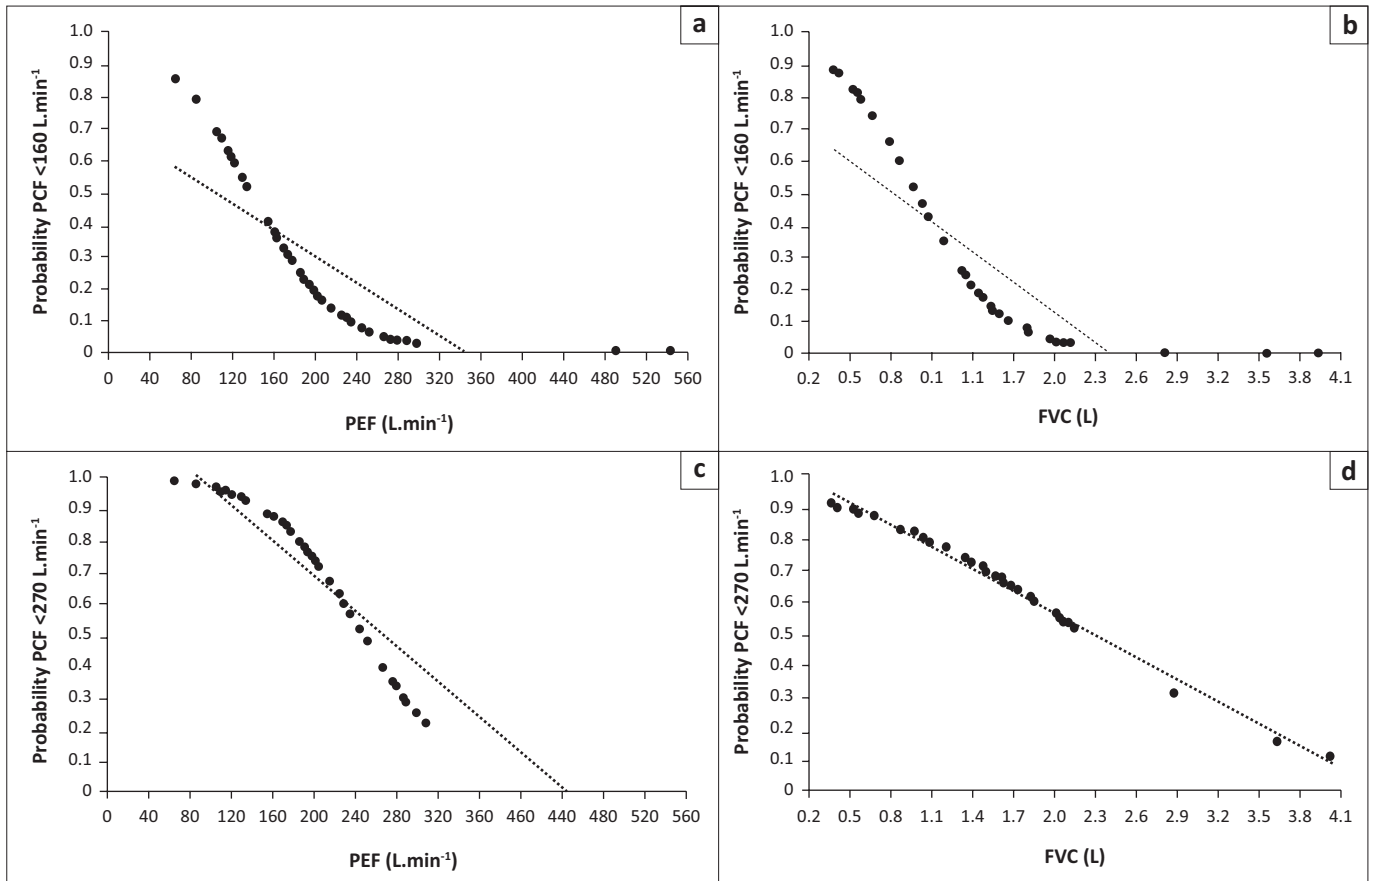 a
Probability PCF <160 L.min⁻¹
1.0
0.9
0.8
0.7
0.6
0.5
0.4
0.3
0.2
0.1
0
0 40 80 120 160 200 240 280 320 360 400 440 480 520 560
PEF (L.min⁻¹)
b
Probability PCF <160 L.min⁻¹
1.0
0.9
0.8
0.7
0.6
0.5
0.4
0.3
0.2
0.1
0
0.2 0.5 0.8 0.1 1.1 1.7 2.0 2.3 2.6 2.9 3.2 3.5 3.8 4.1
FVC (L)
c
Probability PCF <270 L.min⁻¹
1.0
0.9
0.8
0.7
0.6
0.5
0.4
0.3
0.2
0.1
0
0 40 80 120 160 200 240 280 320 360 400 440 480 520 560
PEF (L.min⁻¹)
d
Probability PCF <270 L.min⁻¹
1.0
0.9
0.8
0.7
0.6
0.5
0.4
0.3
0.2
0.1
0.0
0.2 0.5 0.8 1.1 1.4 1.7 2.0 2.3 2.6 2.9 3.2 3.5 3.8 4.1
FVC (L)